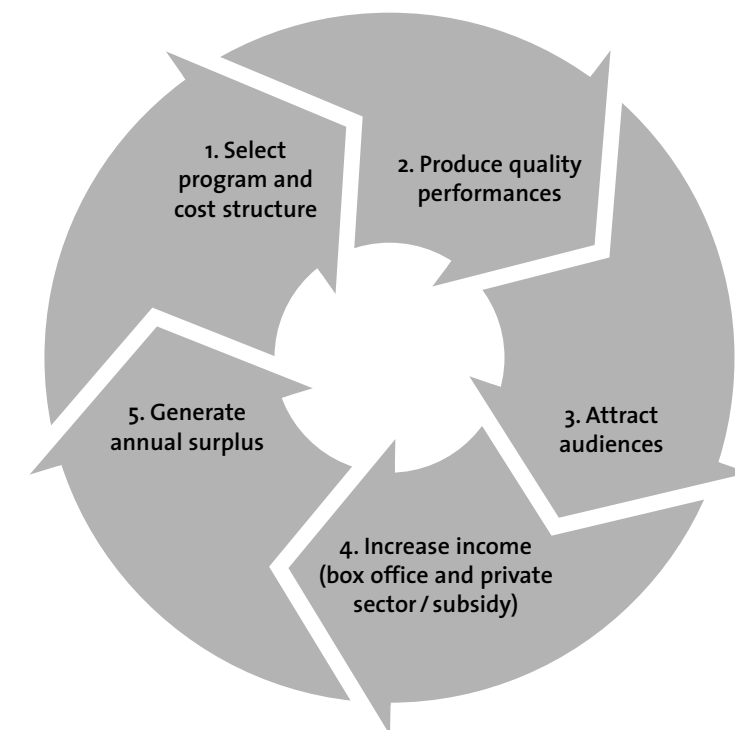 1. Select
program and
cost structure
2. Produce quality
performances
3. Attract
audiences
4. Increase income
(box office and private
sector / subsidy)
5. Generate
annual surplus